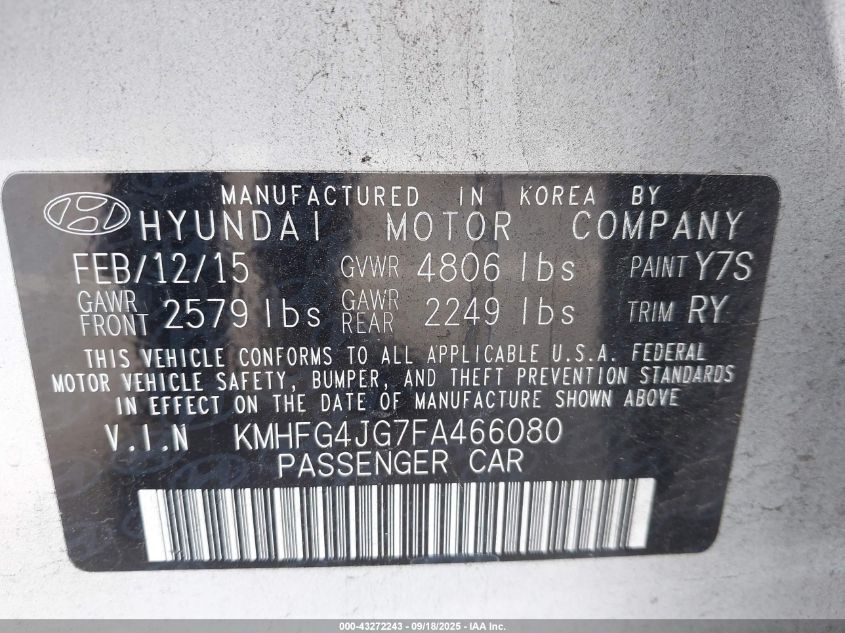 MANUFACTURED IN KOREA BY
HYUNDAI MOTOR COMPANY
FEB/12/15 GVWR 4806 lbs PAINT Y7S
GAWR FRONT 2579 lbs GAWR REAR 2249 lbs TRIM RY
THIS VEHICLE CONFORMS TO ALL APPLICABLE U.S.A. FEDERAL
MOTOR VEHICLE SAFETY, BUMPER, AND THEFT PREVENTION STANDARDS
IN EFFECT ON THE DATE OF MANUFACTURE SHOWN ABOVE
V.I.N KMHFG4JG7FA466080
PASSENGER CAR
000-43272243 - 09/18/2025 - IAA Inc.